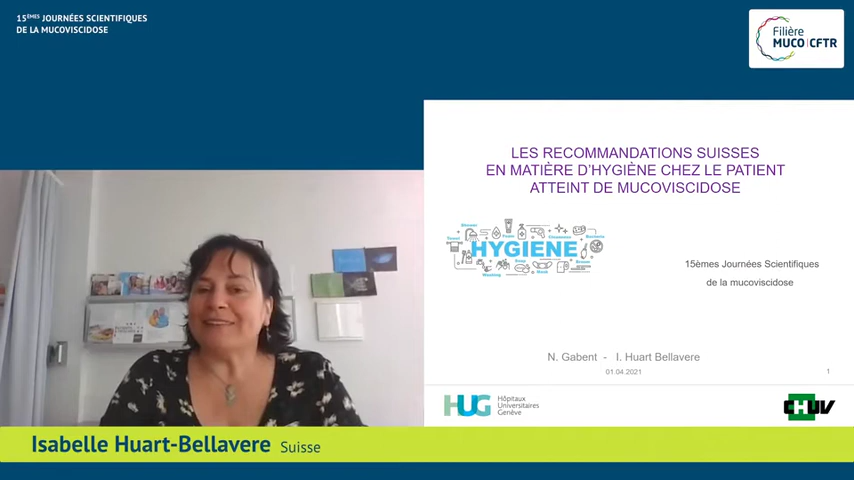 15ÈMES JOURNÉES SCIENTIFIQUES
DE LA MUCOVISCIDOSE
Filière
MUCO|CFTR
LES RECOMMANDATIONS SUISSES
EN MATIÈRE D'HYGIÈNE CHEZ LE PATIENT
ATTEINT DE MUCOVISCIDOSE
HYGIENE
15èmes Journées Scientifiques
de la mucoviscidose
N. Gabent - I. Huart Bellavere
01.04.2021
1
HUG
Hôpitaux
Universitaires
Genève
CHUV
Isabelle Huart-Bellavere Suisse